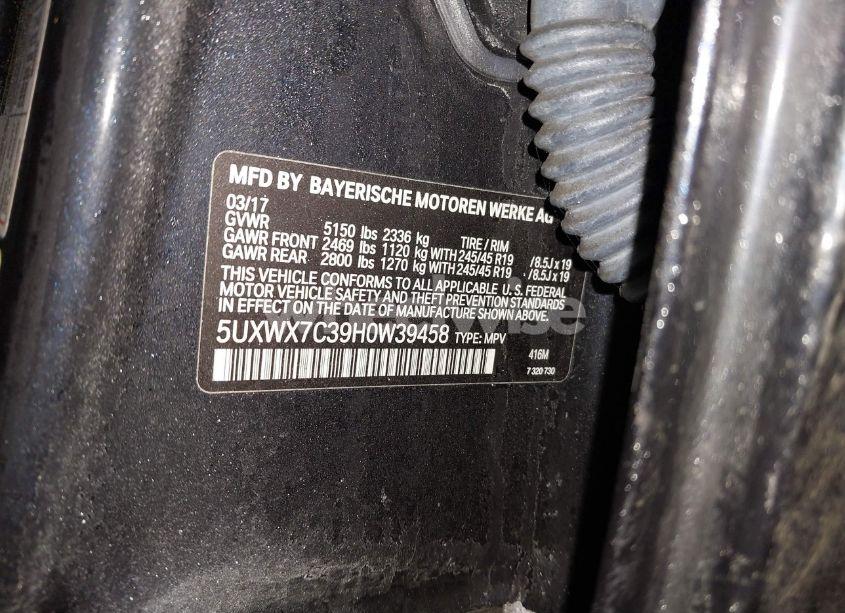 MFD BY BAYERISCHE MOTOREN WERKE AG
03/17
GVWR 5150 lbs 2336 kg TIRE / RIM
GAWR FRONT 2469 lbs 1120 kg WITH 245/45 R19 / 8.5J x 19
GAWR REAR 2800 lbs 1270 kg WITH 245/45 R19 / 8.5J x 19
THIS VEHICLE CONFORMS TO ALL APPLICABLE U. S. FEDERAL
MOTOR VEHICLE SAFETY AND THEFT PREVENTION STANDARDS
IN EFFECT ON THE DATE OF MANUFACTURE SHOWN ABOVE.
5UXWX7C39H0W39458 TYPE: MPV
416M
7 320 730